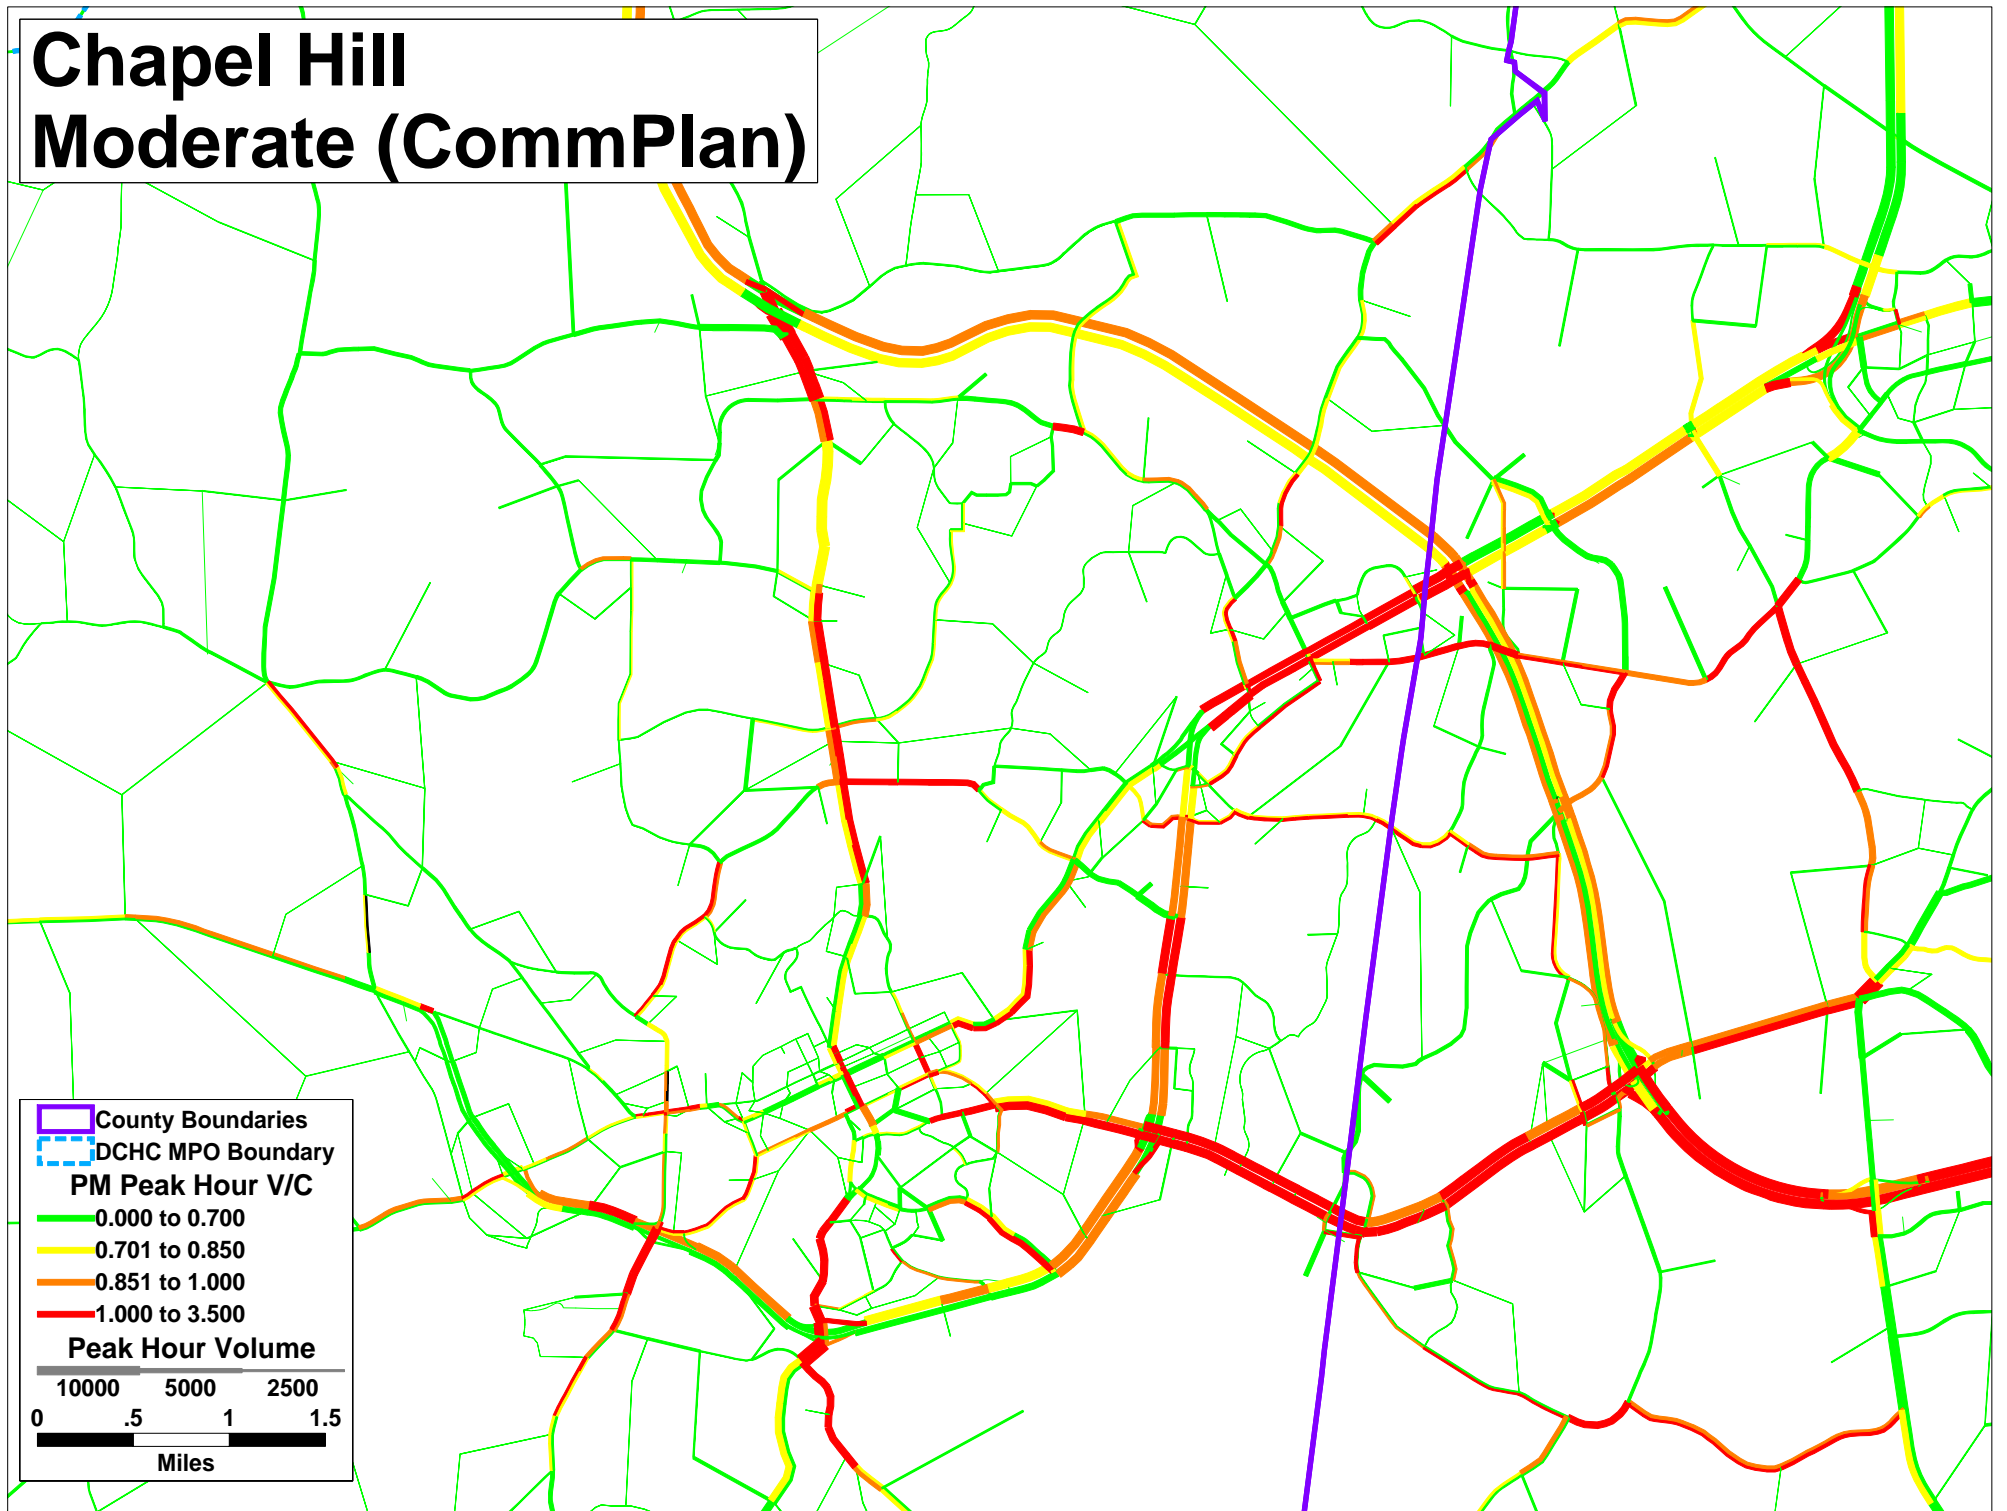 Chapel Hill
Moderate (CommPlan)
County Boundaries
DCHC MPO Boundary
PM Peak Hour V/C
0.000 to 0.700
0.701 to 0.850
0.851 to 1.000
1.000 to 3.500
Peak Hour Volume
10000 5000 2500
0 .5 1 1.5
Miles